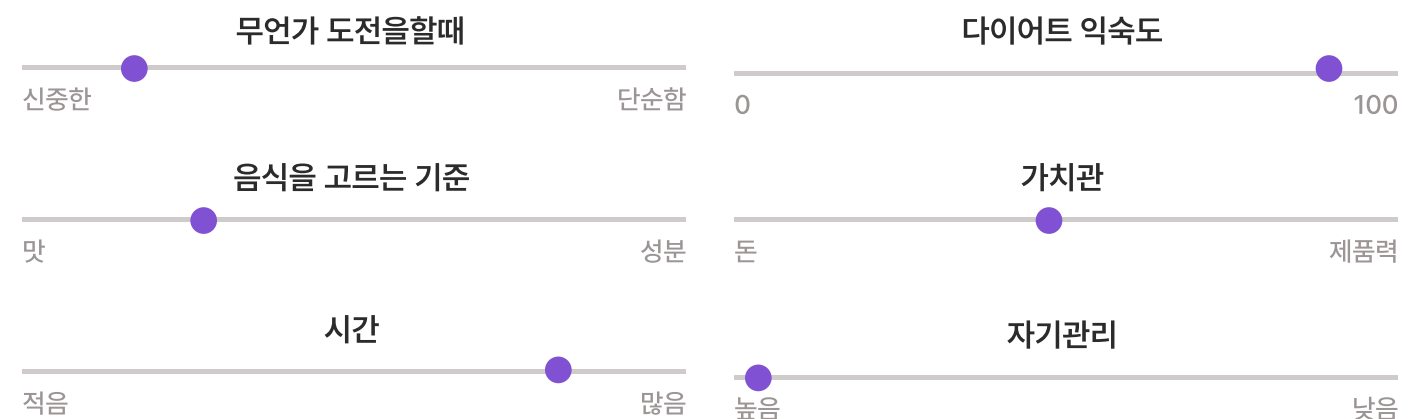 무언가 도전을할때
신중한 단순함
다이어트 익숙도
0 100
음식을 고르는 기준
맛 성분
가치관
돈 제품력
시간
적음 많음
자기관리
높음 낮음